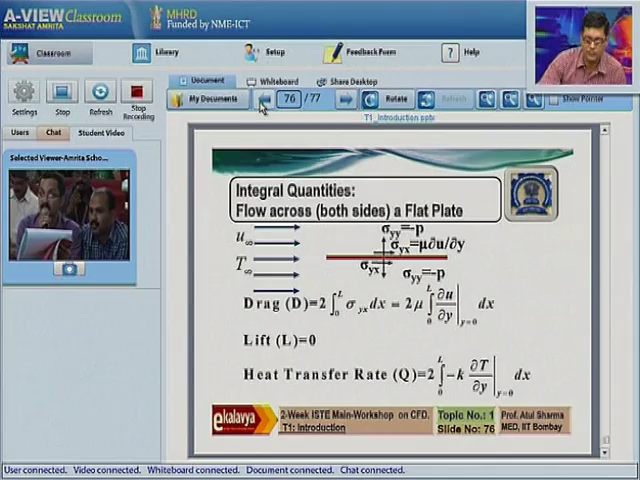 A-VIEW Classroom
SAKSHAT AMRITA
MHRD
Funded by NME-ICT
Classroom
Library
Setup
Feedback Form
? Help
Settings
Stop
Refresh
Stop Recording
Document
Whiteboard
Share Desktop
My Documents
76 / 77
Rotate
Refresh
Show Pointer
Users
Chat
Student Video
T1_Introduction pptx
Selected Viewer-Amrita Scho...
Integral Quantities:
Flow across (both sides) a Flat Plate
σyy=-p
u∞
σyx=μ∂u/∂y
T∞
σyx
σyy=-p
Drag (D)=2∫₀ᴸ σyx dx = 2μ ∫₀ᴸ ∂u/∂y|y=0 dx
Lift (L)=0
Heat Transfer Rate (Q)=2∫₀ᴸ -k ∂T/∂y|y=0 dx
ekalavya
2-Week ISTE Main-Workshop on CFD.
T1: Introduction
Topic No.: 1
Slide No: 76
Prof. Atul Sharma
MED, IIT Bombay
User connected. Video connected. Whiteboard connected. Document connected. Chat connected.